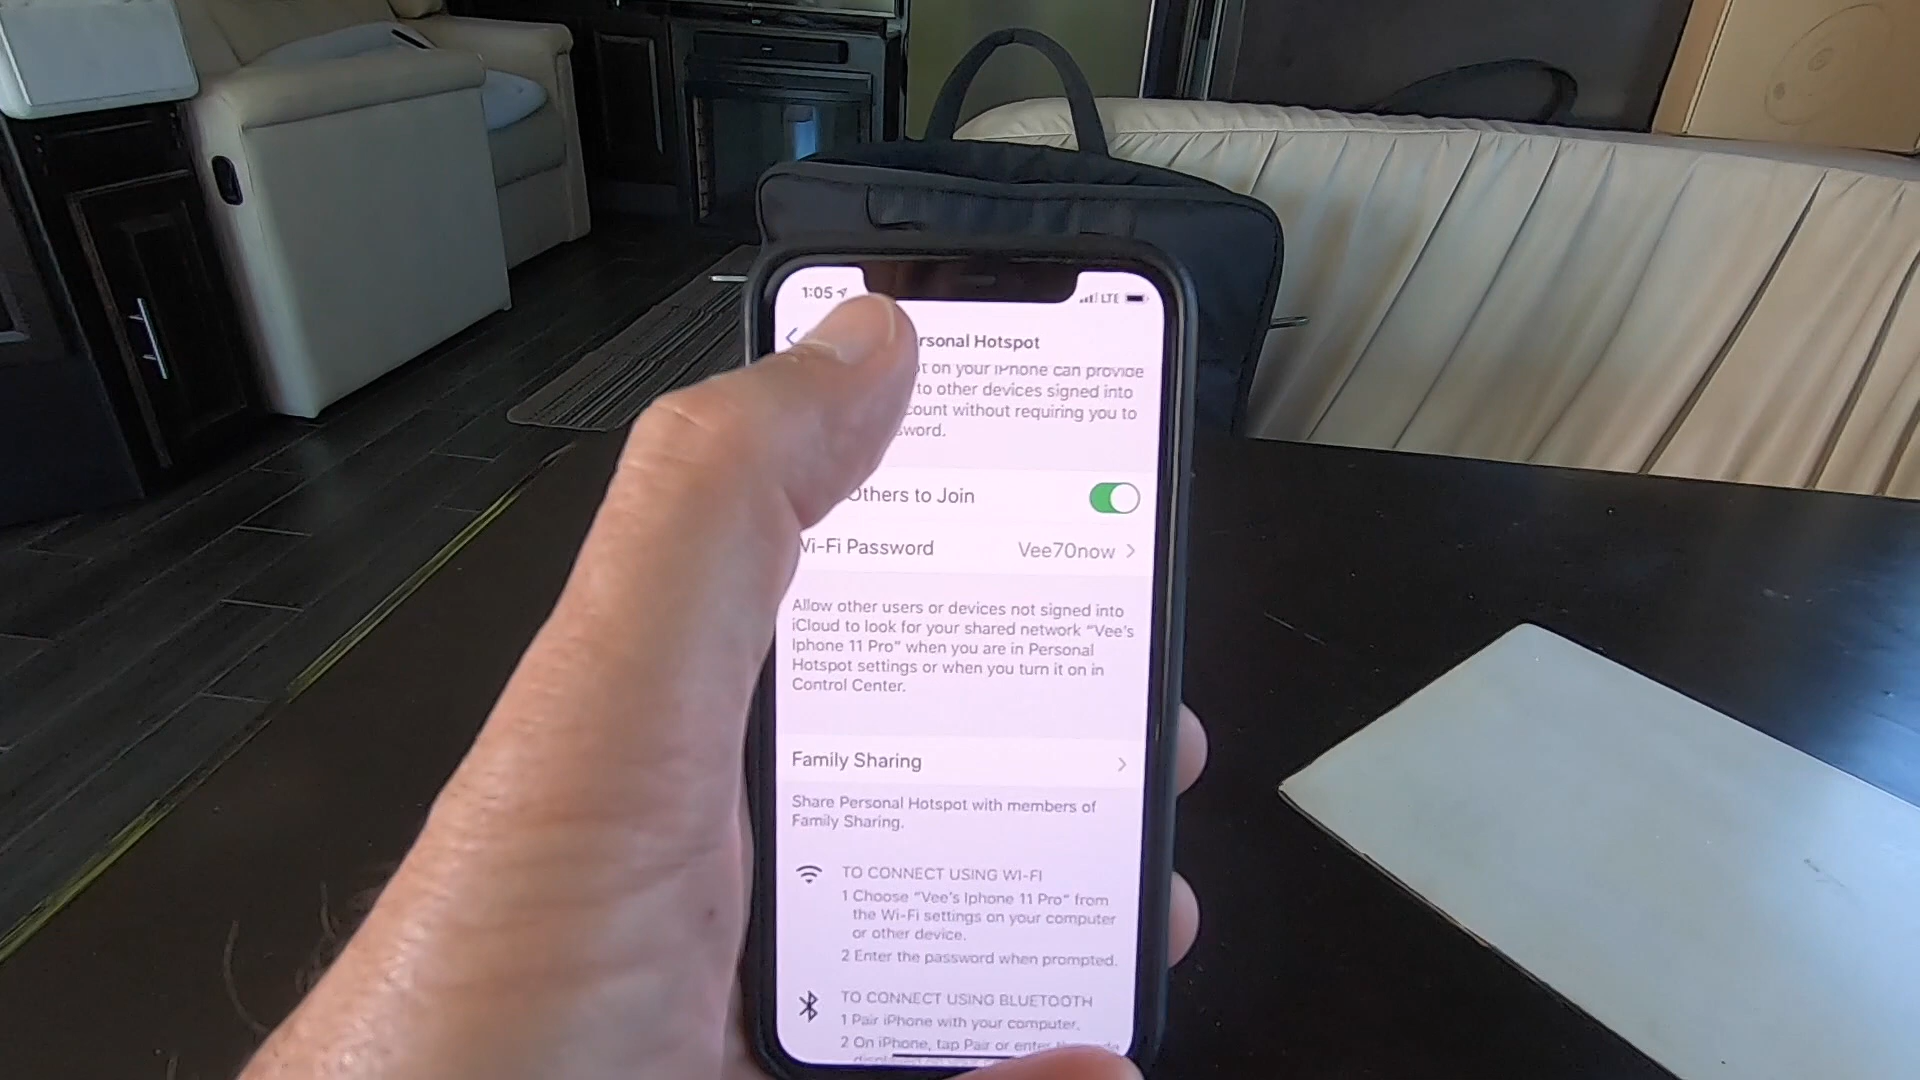 1:05 LTE
Personal Hotspot
on your iPhone can provide
to other devices signed into
count without requiring you to
sword.
Others to Join
Wi-Fi Password Vee70now
Allow other users or devices not signed into
iCloud to look for your shared network “Vee’s
Iphone 11 Pro” when you are in Personal
Hotspot settings or when you turn it on in
Control Center.
Family Sharing
Share Personal Hotspot with members of
Family Sharing.
TO CONNECT USING WI-FI
1 Choose “Vee’s Iphone 11 Pro” from
the Wi-Fi settings on your computer
or other device.
2 Enter the password when prompted.
TO CONNECT USING BLUETOOTH
1 Pair iPhone with your computer.
2 On iPhone, tap Pair or enter